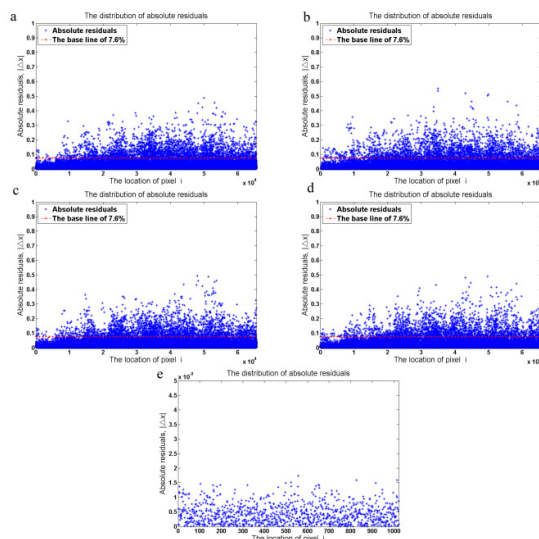 a
The distribution of absolute residuals
Absolute residuals
The base line of 7.6%
Absolute residuals, |△x|
1
0.9
0.8
0.7
0.6
0.5
0.4
0.3
0.2
0.1
0
0 1 2 3 4 5 6
x 10⁴
The location of pixel i
b
The distribution of absolute residuals
Absolute residuals
The base line of 7.6%
Absolute residuals, |△x|
1
0.9
0.8
0.7
0.6
0.5
0.4
0.3
0.2
0.1
0
0 1 2 3 4 5 6
The location of pixel i
c
The distribution of absolute residuals
Absolute residuals
The base line of 7.6%
Absolute residuals, |△x|
1
0.9
0.8
0.7
0.6
0.5
0.4
0.3
0.2
0.1
0
0 1 2 3 4 5 6
x 10⁴
The location of pixel i
d
The distribution of absolute residuals
Absolute residuals
The base line of 7.6%
Absolute residuals, |△x|
1
0.9
0.8
0.7
0.6
0.5
0.4
0.3
0.2
0.1
0
0 1 2 3 4 5 6
The location of pixel i
e
The distribution of absolute residuals
Absolute residuals, |△x|
5
4.5
4
3.5
3
2.5
2
1.5
1
0.5
0
0 100 200 300 400 500 600 700 800 900 1000
The location of pixel i